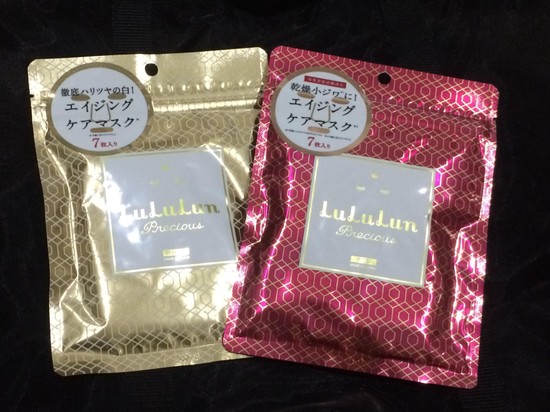 徹底ハリツヤの白!
エイジング
ケアマスク
7枚入り
LuLuLun
Precious
乾燥小ジワに!
エイジング
ケアマスク
7枚入り
LuLuLun
Precious